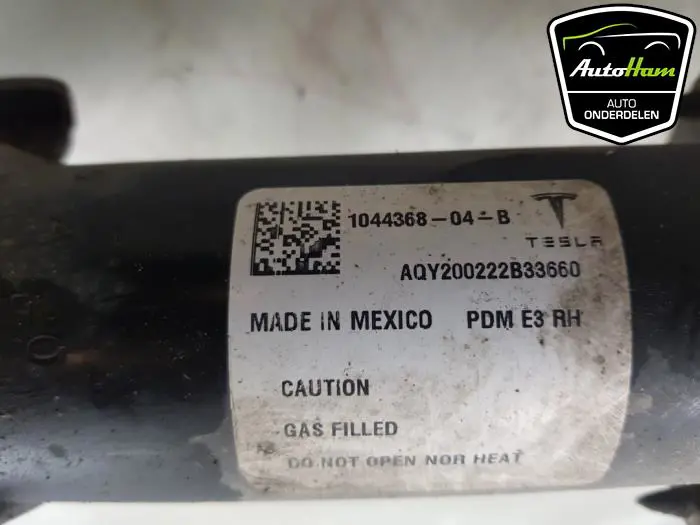 AutoHam
AUTO
ONDERDELEN
1044368-04-B
TESLA
AQY200222B33660
MADE IN MEXICO PDM E3 RH
CAUTION
GAS FILLED
DO NOT OPEN NOR HEAT